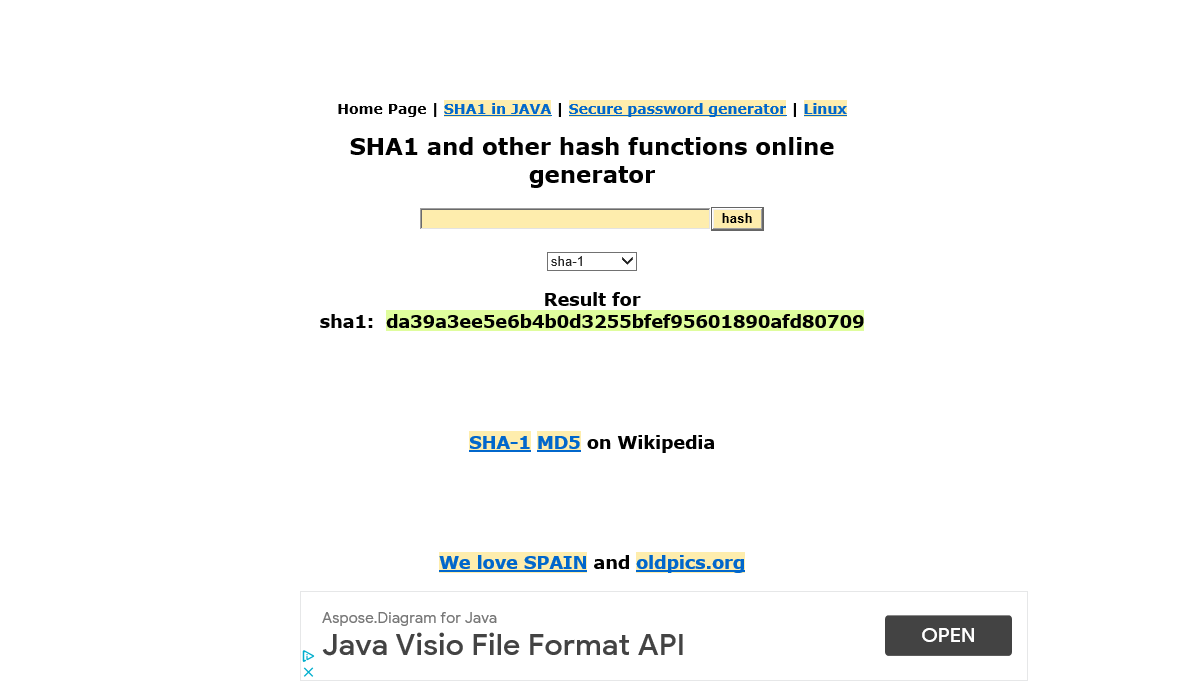 Home Page | SHA1 in JAVA | Secure password generator | Linux
SHA1 and other hash functions online
generator
hash
sha-1
Result for
sha1: da39a3ee5e6b4b0d3255bfef95601890afd80709
SHA-1 MD5 on Wikipedia
We love SPAIN and oldpics.org
Aspose.Diagram for Java
Java Visio File Format API
OPEN